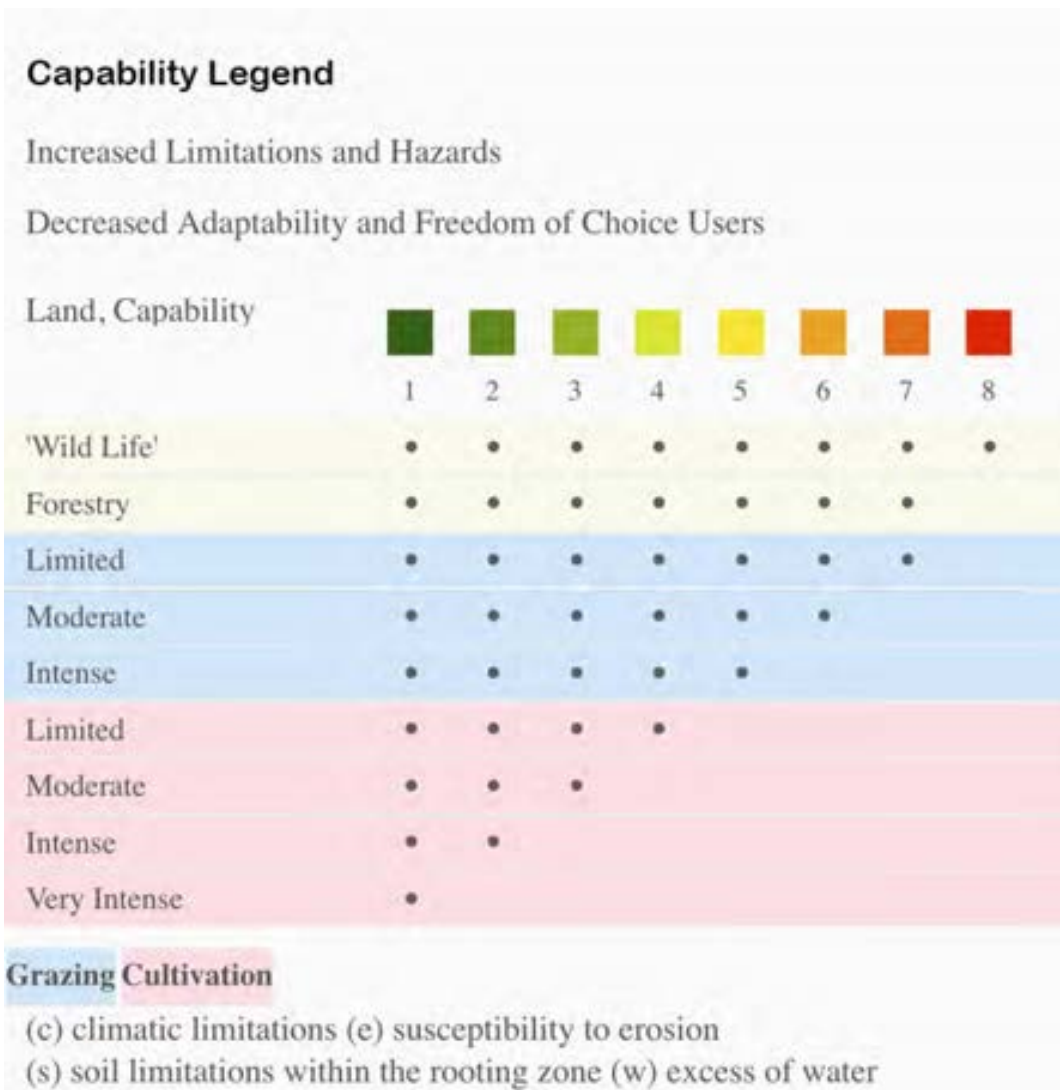 Capability Legend
Increased Limitations and Hazards
Decreased Adaptability and Freedom of Choice Users
Land, Capability
1 2 3 4 5 6 7 8
'Wild Life' • • • • • • • •
Forestry • • • • • • •
Limited • • • • • • •
Moderate • • • • • •
Intense • • • • •
Limited • • • •
Moderate • • •
Intense • •
Very Intense •
Grazing Cultivation
(c) climatic limitations (e) susceptibility to erosion
(s) soil limitations within the rooting zone (w) excess of water